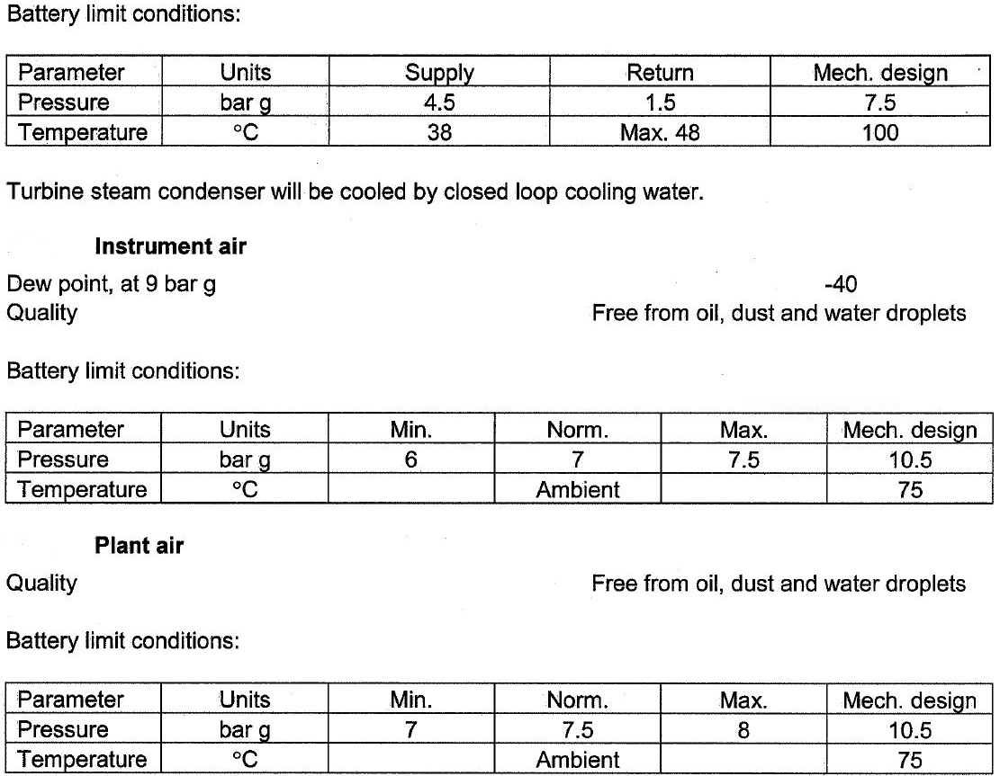 Battery limit conditions:
Parameter Units Supply Return Mech. design
Pressure bar g 4.5 1.5 7.5
Temperature °C 38 Max. 48 100
Turbine steam condenser will be cooled by closed loop cooling water.
Instrument air
Dew point, at 9 bar g -40
Quality Free from oil, dust and water droplets
Battery limit conditions:
Parameter Units Min. Norm. Max. Mech. design
Pressure bar g 6 7 7.5 10.5
Temperature °C Ambient 75
Plant air
Quality Free from oil, dust and water droplets
Battery limit conditions:
Parameter Units Min. Norm. Max. Mech. design
Pressure bar g 7 7.5 8 10.5
Temperature °C Ambient 75